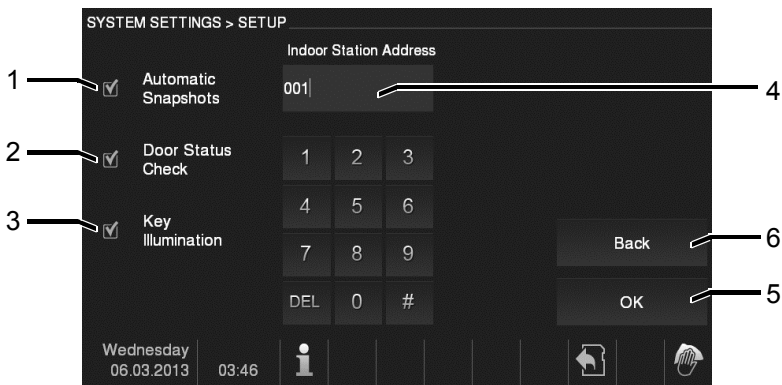 SYSTEM SETTINGS > SETUP
Indoor Station Address
1
Automatic
Snapshots
001
4
2
Door Status
Check
1 2 3
3
Key
Illumination
4 5 6
7 8 9
Back
6
DEL 0 #
OK
5
Wednesday
06.03.2013
03:46
i